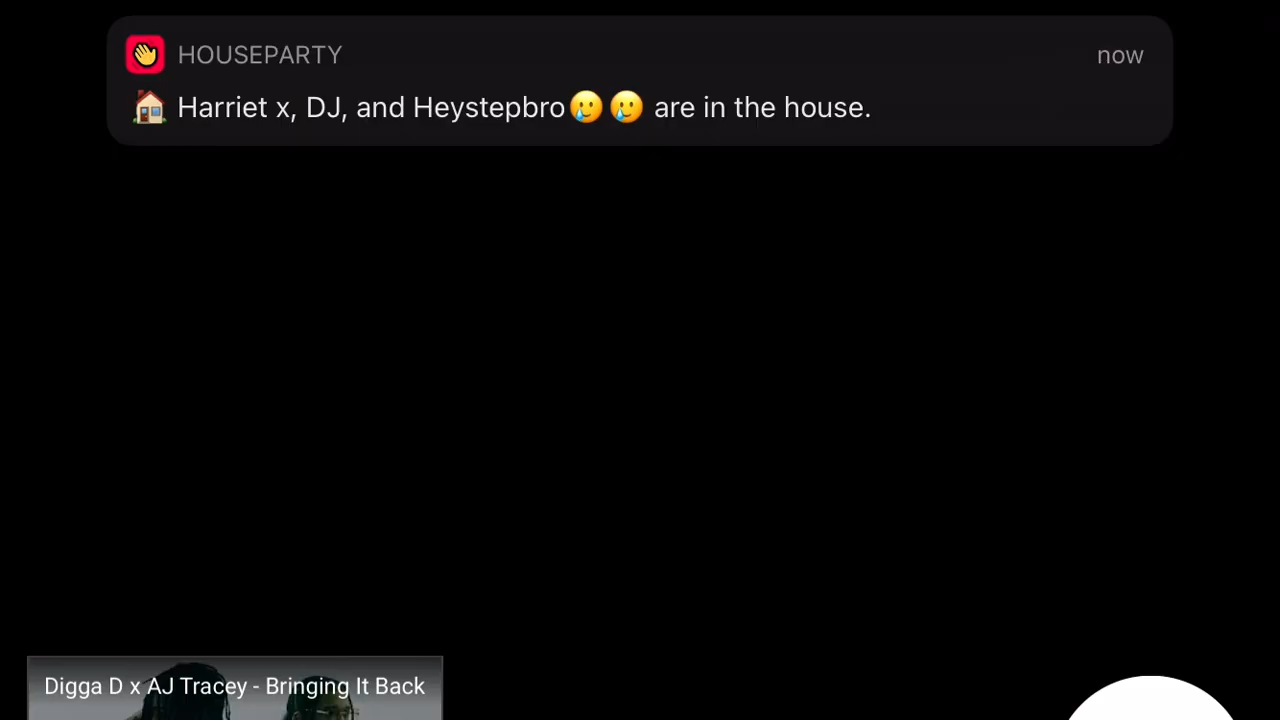 HOUSEPARTY now
🏠 Harriet x, DJ, and Heystepbro🥲🥲 are in the house.
Digga D x AJ Tracey - Bringing It Back